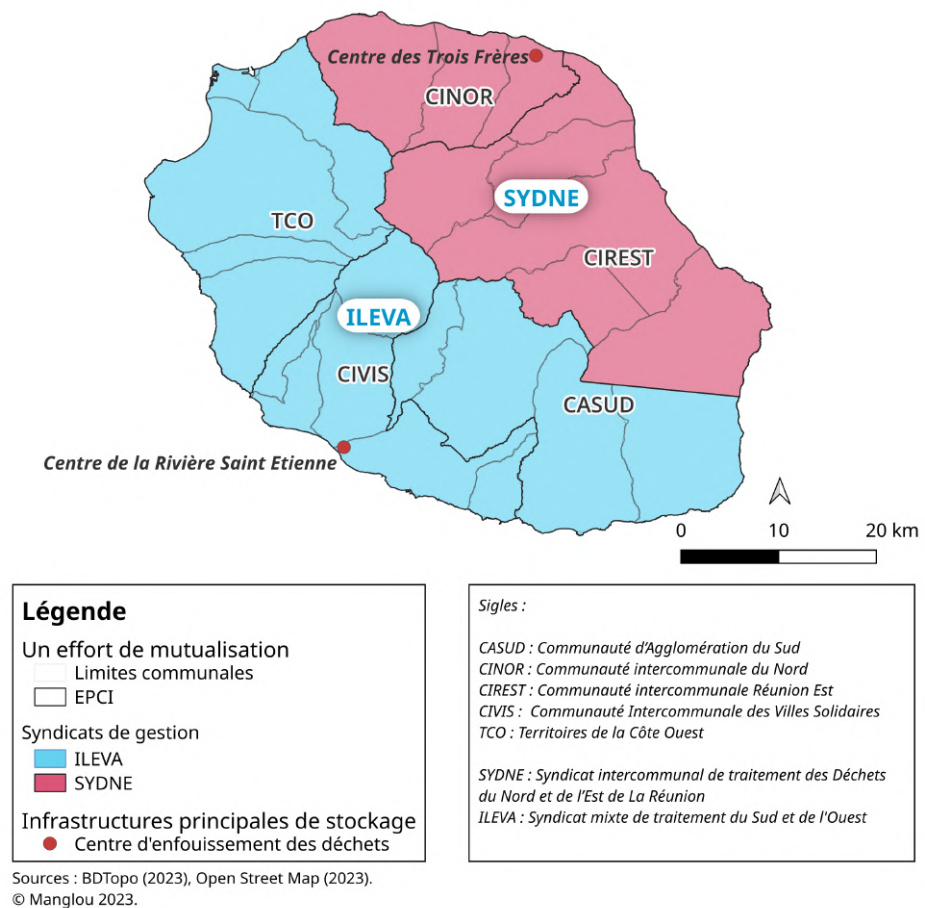 Centre des Trois Frères
CINOR
SYDNE
TCO
CIREST
ILEVA
CIVIS
CASUD
Centre de la Rivière Saint Etienne
0 10 20 km
Légende
Un effort de mutualisation
Limites communales
EPCI
Syndicats de gestion
ILEVA
SYDNE
Infrastructures principales de stockage
Centre d'enfouissement des déchets
Sigles :
CASUD : Communauté d'Agglomération du Sud
CINOR : Communauté intercommunale du Nord
CIREST : Communauté intercommunale Réunion Est
CIVIS : Communauté Intercommunale des Villes Solidaires
TCO : Territoires de la Côte Ouest
SYDNE : Syndicat intercommunal de traitement des Déchets
du Nord et de l'Est de La Réunion
ILEVA : Syndicat mixte de traitement du Sud et de l'Ouest
Sources : BDTopo (2023), Open Street Map (2023).
© Manglou 2023.